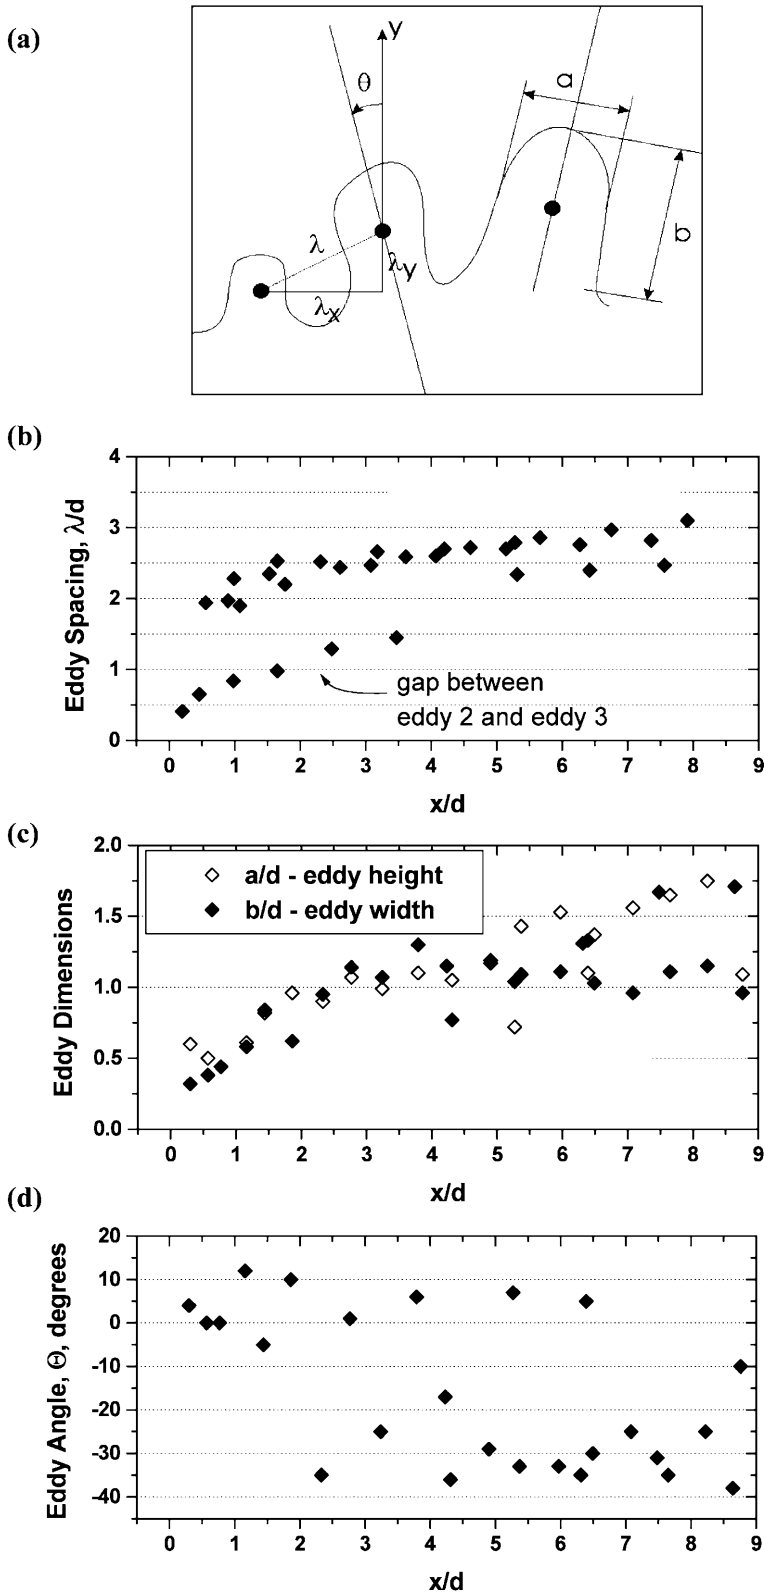 (a)
y
θ
a
b
λ
λy
λx
(b)
Eddy Spacing, λ/d
4
3
2
1
0
gap between
eddy 2 and eddy 3
0 1 2 3 4 5 6 7 8 9
x/d
(c)
Eddy Dimensions
2.0
1.5
1.0
0.5
0.0
a/d - eddy height
b/d - eddy width
0 1 2 3 4 5 6 7 8 9
x/d
(d)
Eddy Angle, Θ, degrees
20
10
0
-10
-20
-30
-40
0 1 2 3 4 5 6 7 8 9
x/d